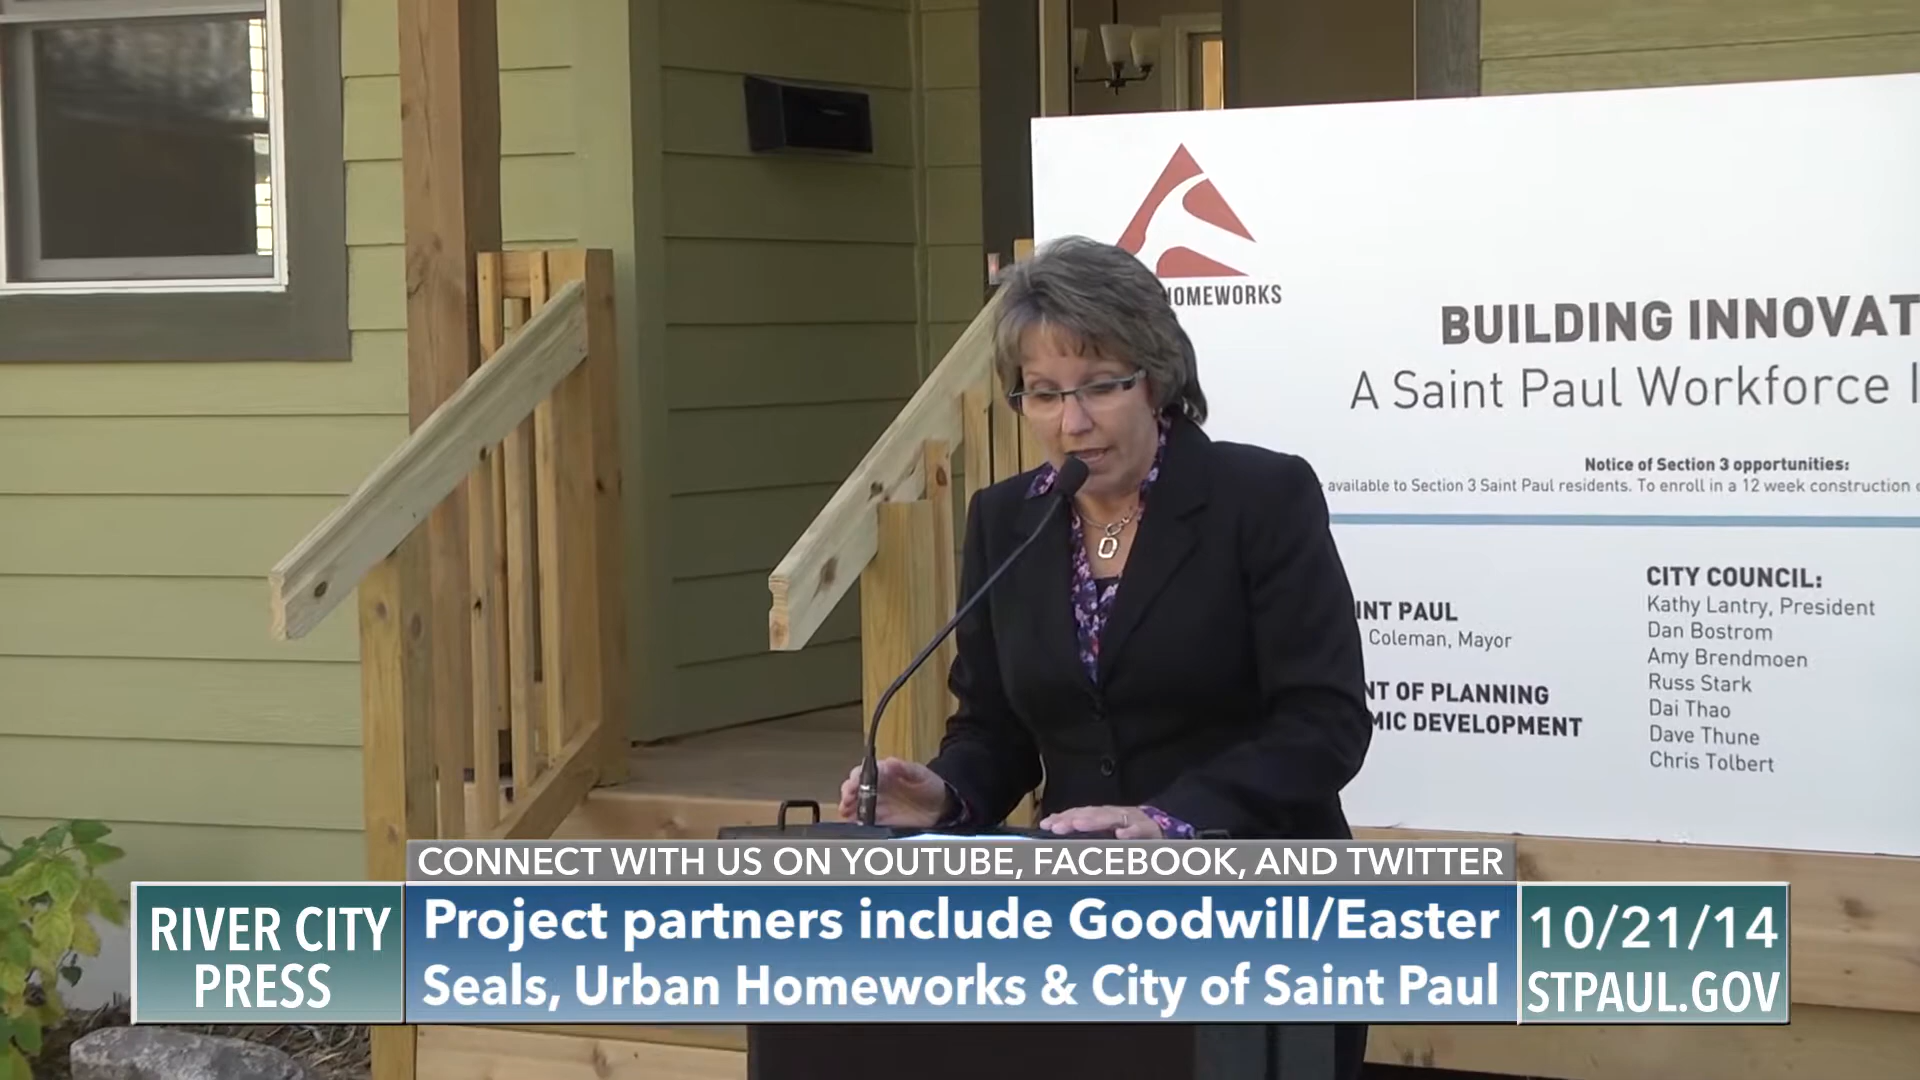 HOMEWORKS
BUILDING INNOVAT
A Saint Paul Workforce I
Notice of Section 3 opportunities:
available to Section 3 Saint Paul residents. To enroll in a 12 week construction
INT PAUL
Coleman, Mayor
NT OF PLANNING
MIC DEVELOPMENT
CITY COUNCIL:
Kathy Lantry, President
Dan Bostrom
Amy Brendmoen
Russ Stark
Dai Thao
Dave Thune
Chris Tolbert
CONNECT WITH US ON YOUTUBE, FACEBOOK, AND TWITTER
RIVER CITY
PRESS
Project partners include Goodwill/Easter
Seals, Urban Homeworks & City of Saint Paul
10/21/14
STPAUL.GOV